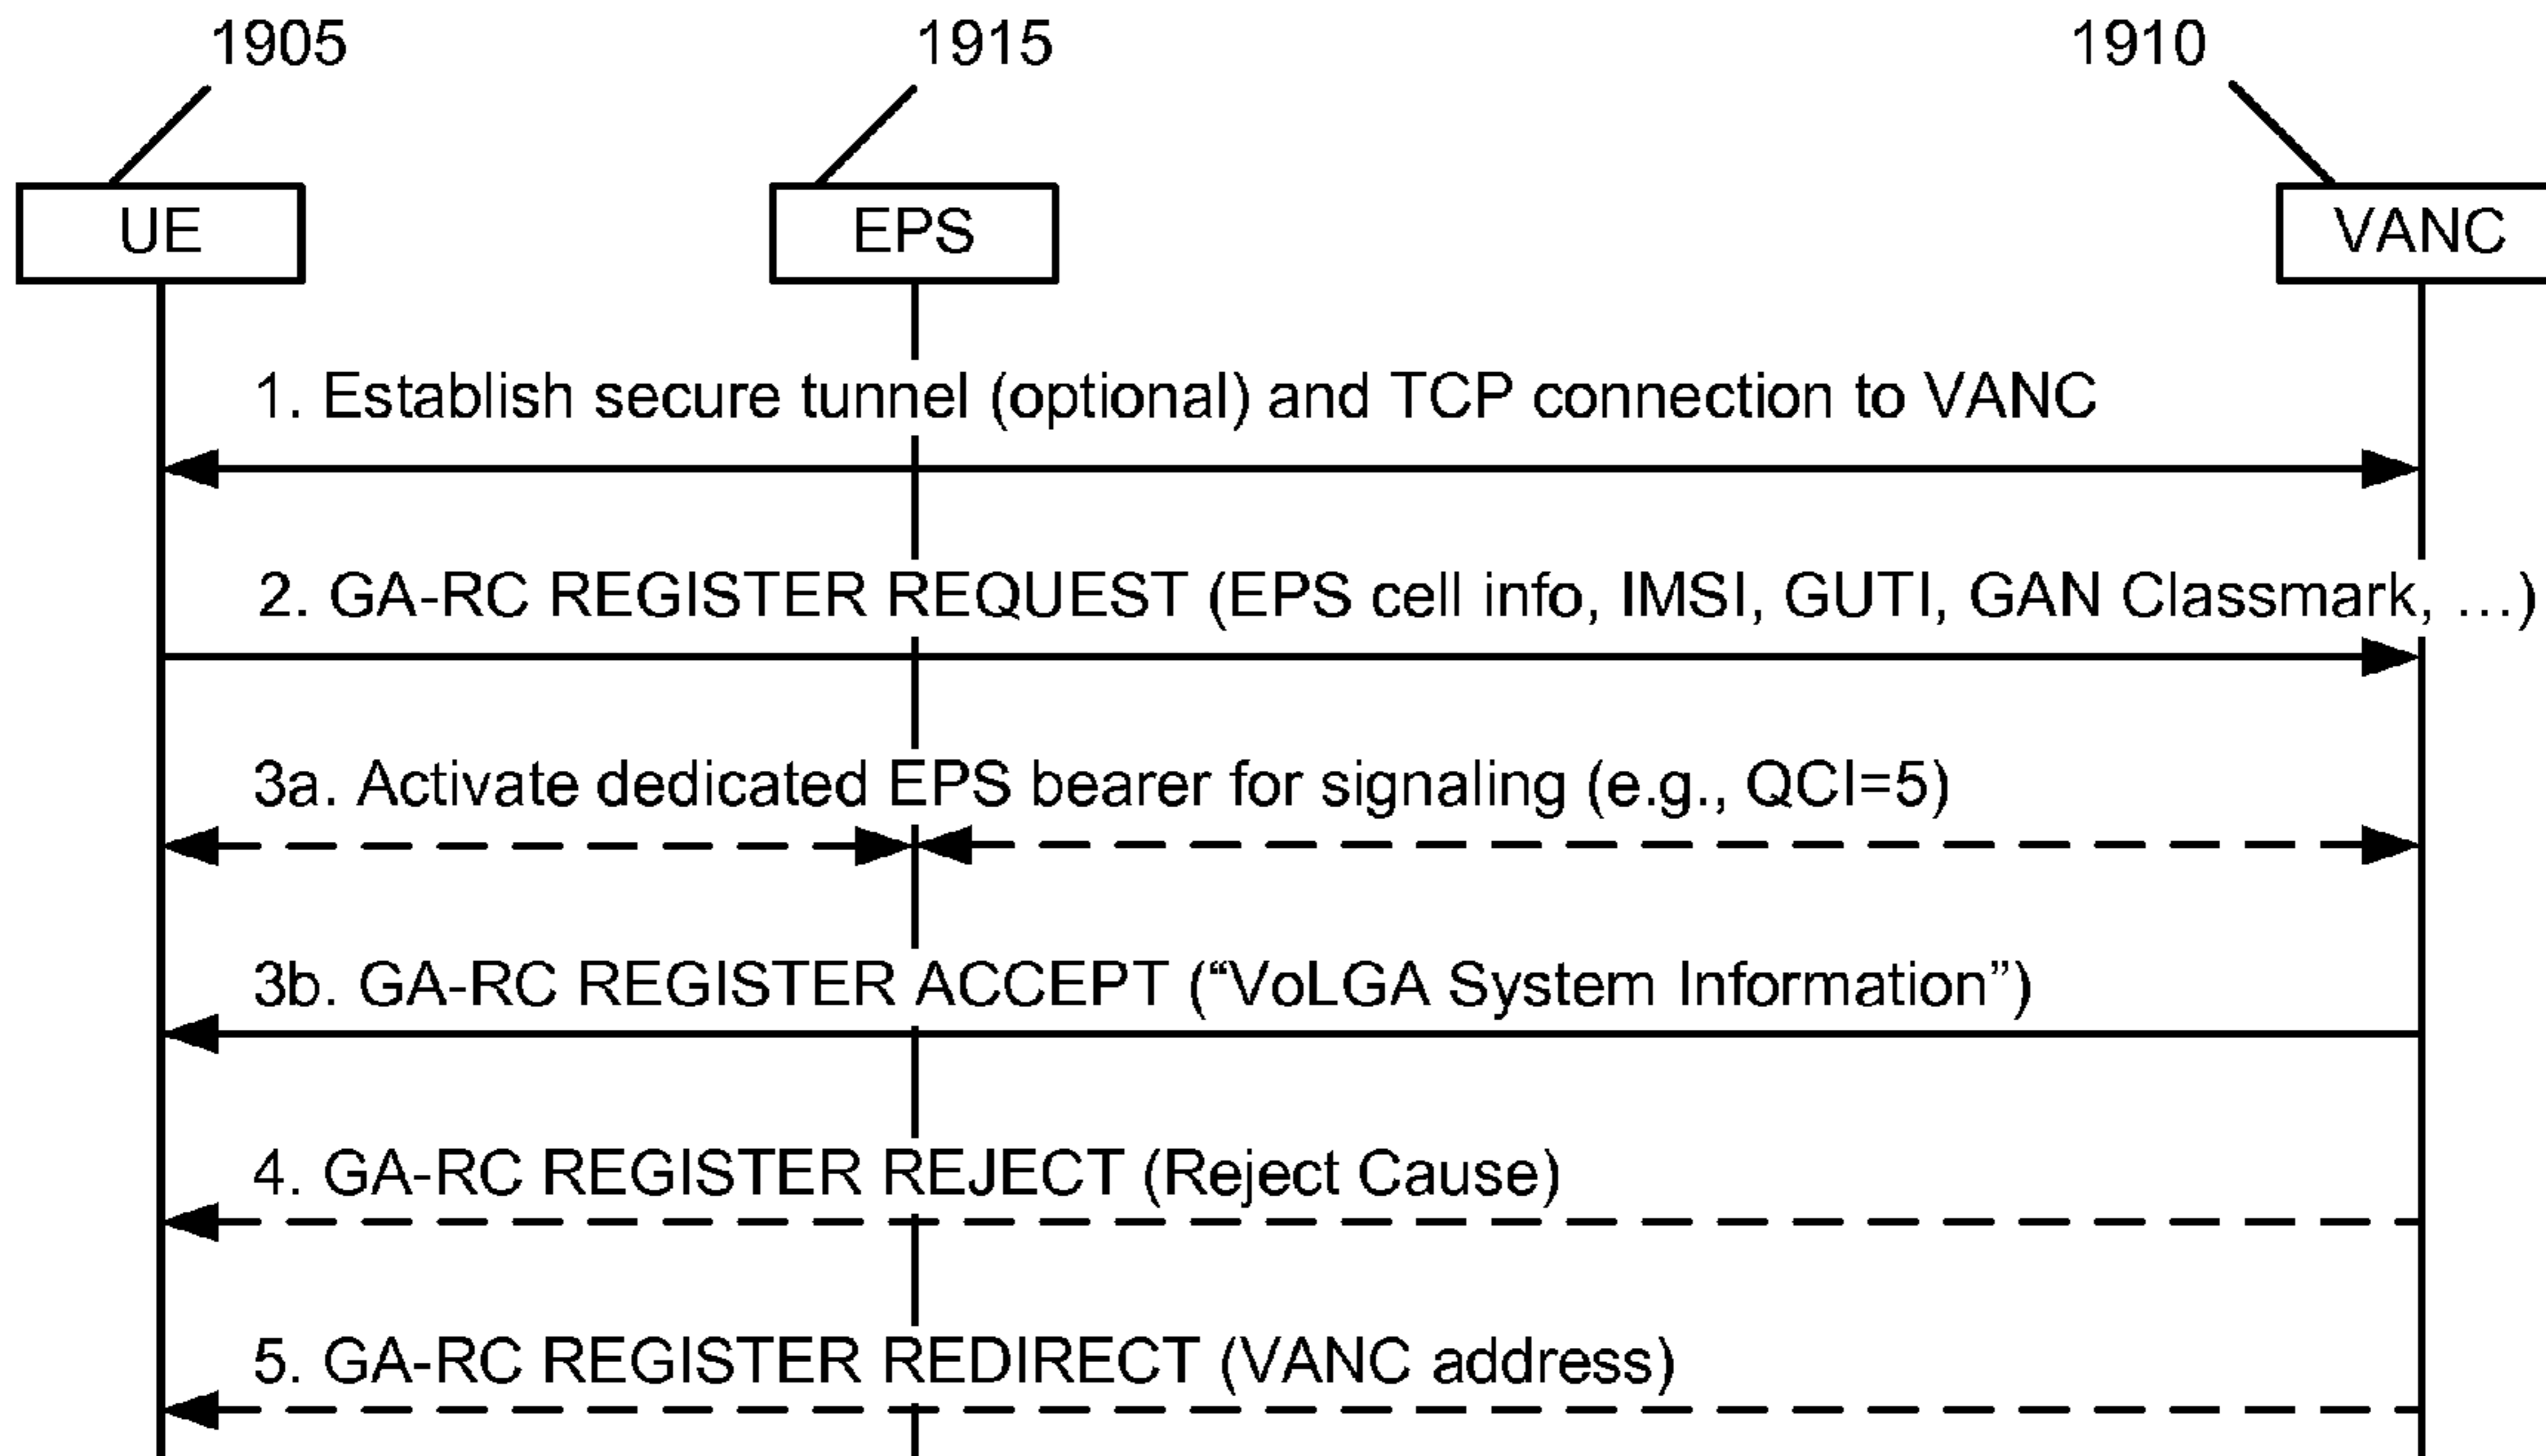 1905
1915
1910
UE
EPS
VANC
1. Establish secure tunnel (optional) and TCP connection to VANC
2. GA-RC REGISTER REQUEST (EPS cell info, IMSI, GUTI, GAN Classmark, …)
3a. Activate dedicated EPS bearer for signaling (e.g., QCI=5)
3b. GA-RC REGISTER ACCEPT (“VoLGA System Information”)
4. GA-RC REGISTER REJECT (Reject Cause)
5. GA-RC REGISTER REDIRECT (VANC address)